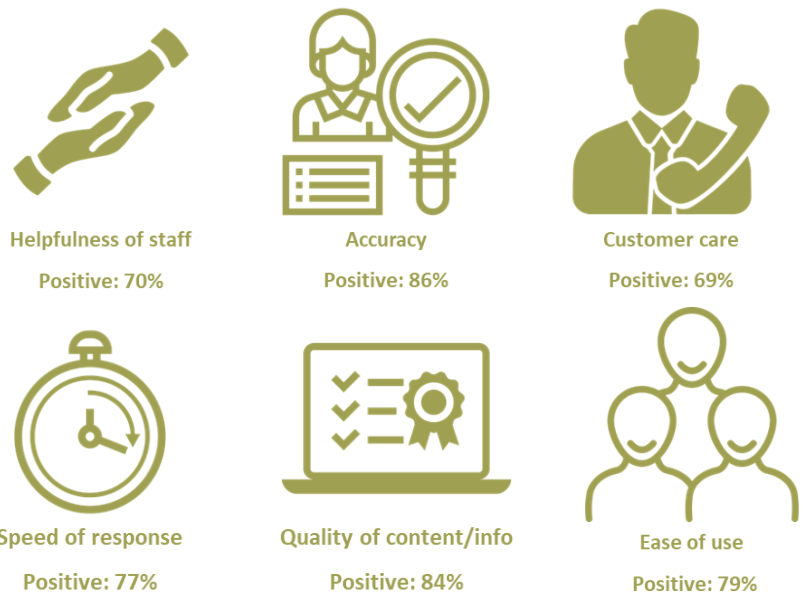 Helpfulness of staff
Positive: 70%
Accuracy
Positive: 86%
Customer care
Positive: 69%
Speed of response
Positive: 77%
Quality of content/info
Positive: 84%
Ease of use
Positive: 79%